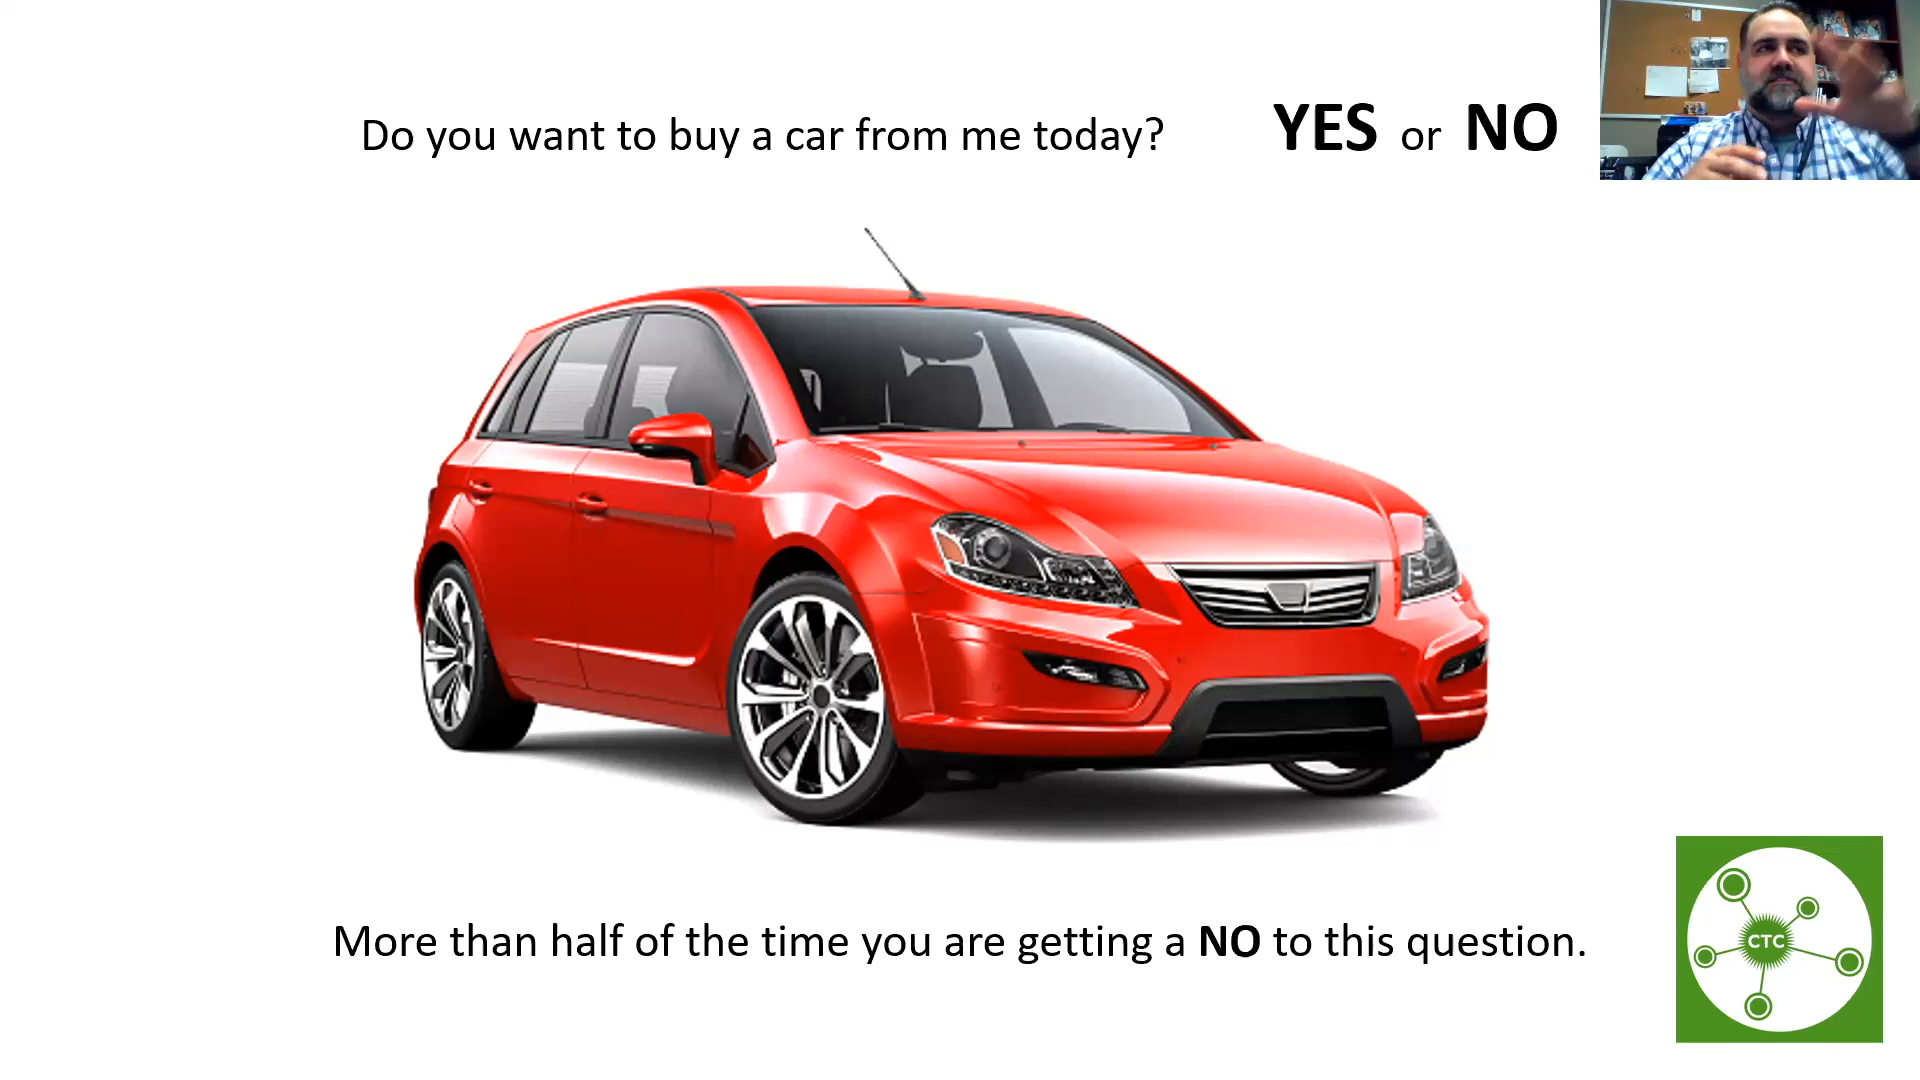 Do you want to buy a car from me today? YES or NO
More than half of the time you are getting a NO to this question.
CTC